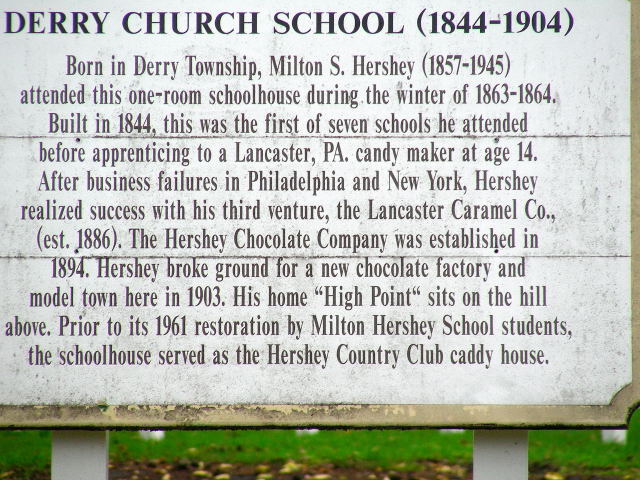 DERRY CHURCH SCHOOL (1844-1904)
Born in Derry Township, Milton S. Hershey (1857-1945)
attended this one-room schoolhouse during the winter of 1863-1864.
Built in 1844, this was the first of seven schools he attended
before apprenticing to a Lancaster, PA. candy maker at age 14.
After business failures in Philadelphia and New York, Hershey
realized success with his third venture, the Lancaster Caramel Co.,
(est. 1886). The Hershey Chocolate Company was established in
1894. Hershey broke ground for a new chocolate factory and
model town here in 1903. His home “High Point“ sits on the hill
above. Prior to its 1961 restoration by Milton Hershey School students,
the schoolhouse served as the Hershey Country Club caddy house.